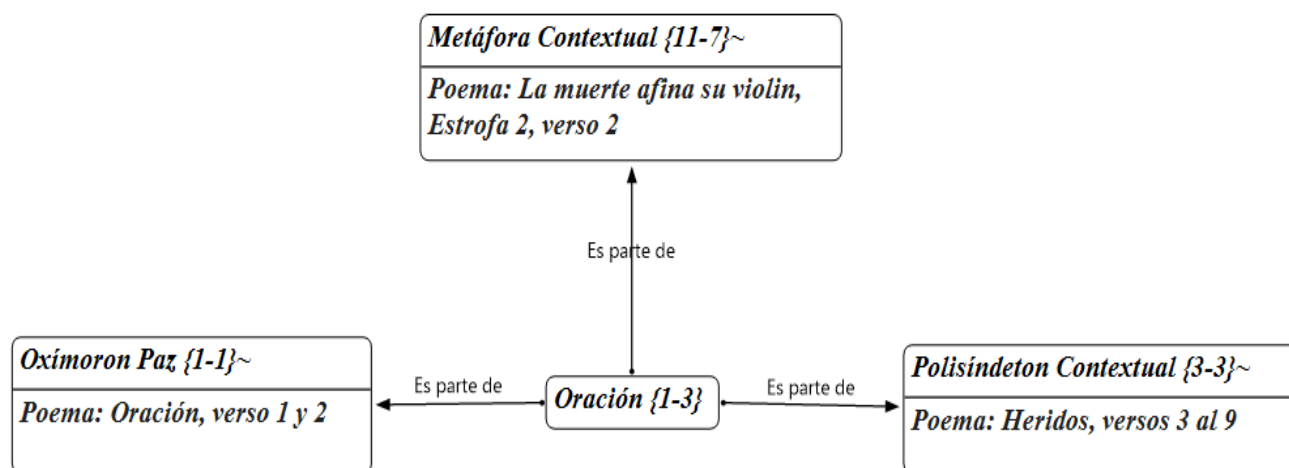 Metáfora Contextual {11-7}~
Poema: La muerte afina su violin,
Estrofa 2, verso 2
Es parte de
Oxímoron Paz {1-1}~
Poema: Oración, verso 1 y 2
Es parte de
Oración {1-3}
Es parte de
Polisíndeton Contextual {3-3}~
Poema: Heridos, versos 3 al 9